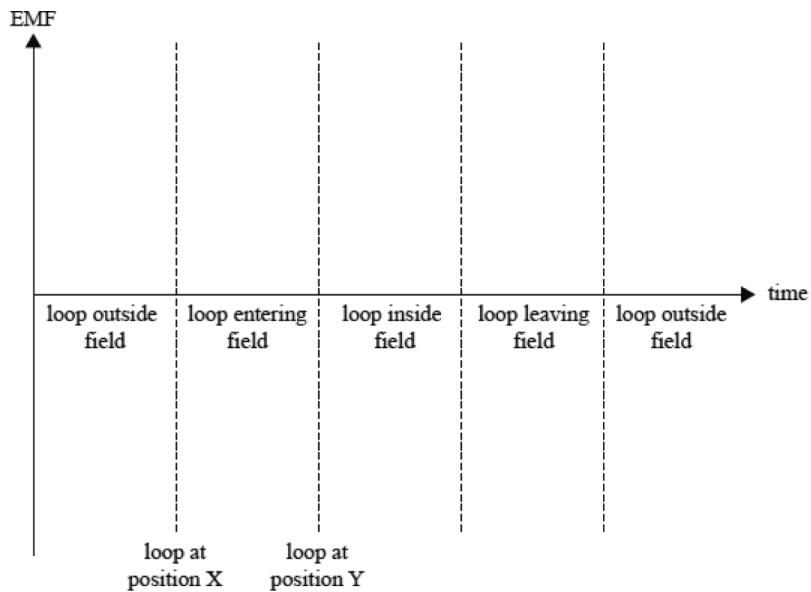 EMF
time
loop outside
field
loop entering
field
loop inside
field
loop leaving
field
loop outside
field
loop at
position X
loop at
position Y